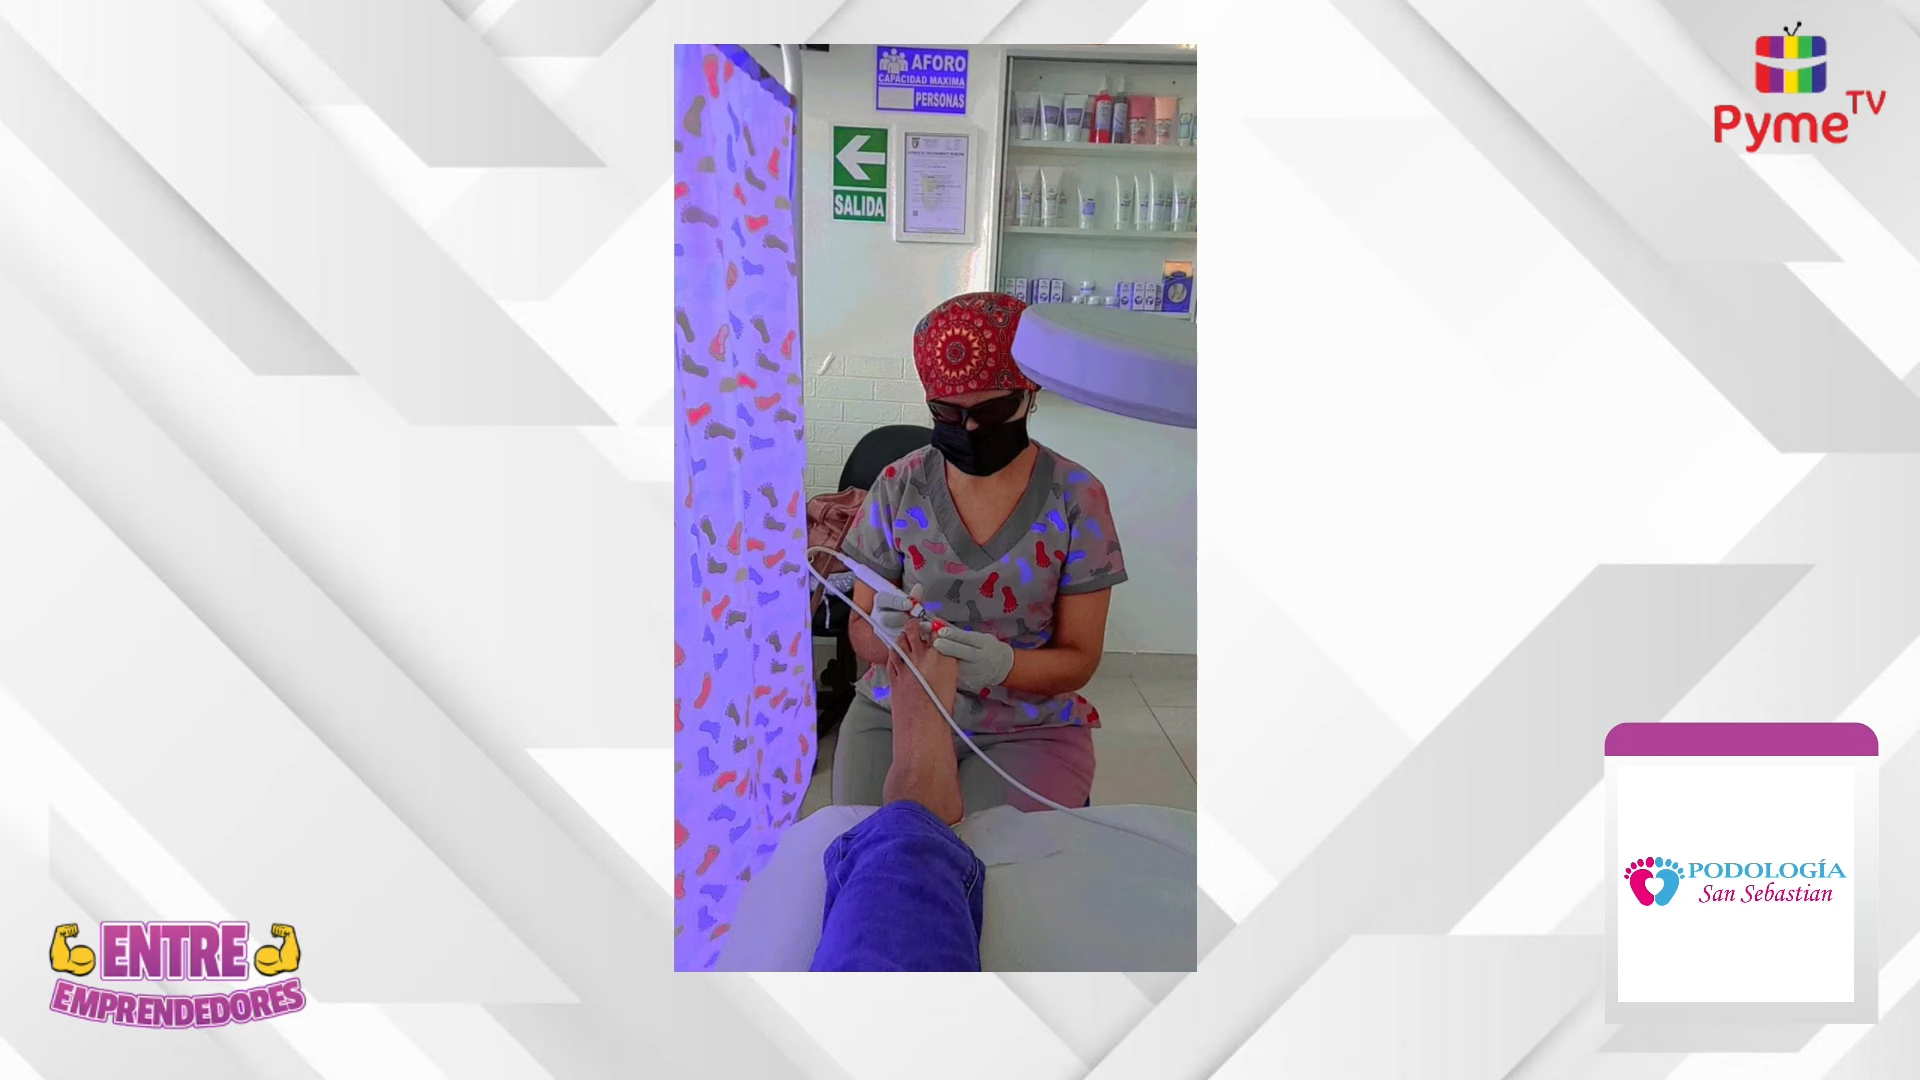 AFORO
CAPACIDAD MAXIMA
PERSONAS
SALIDA
Pyme TV
PODOLOGÍA
San Sebastian
ENTRE
EMPRENDEDORES